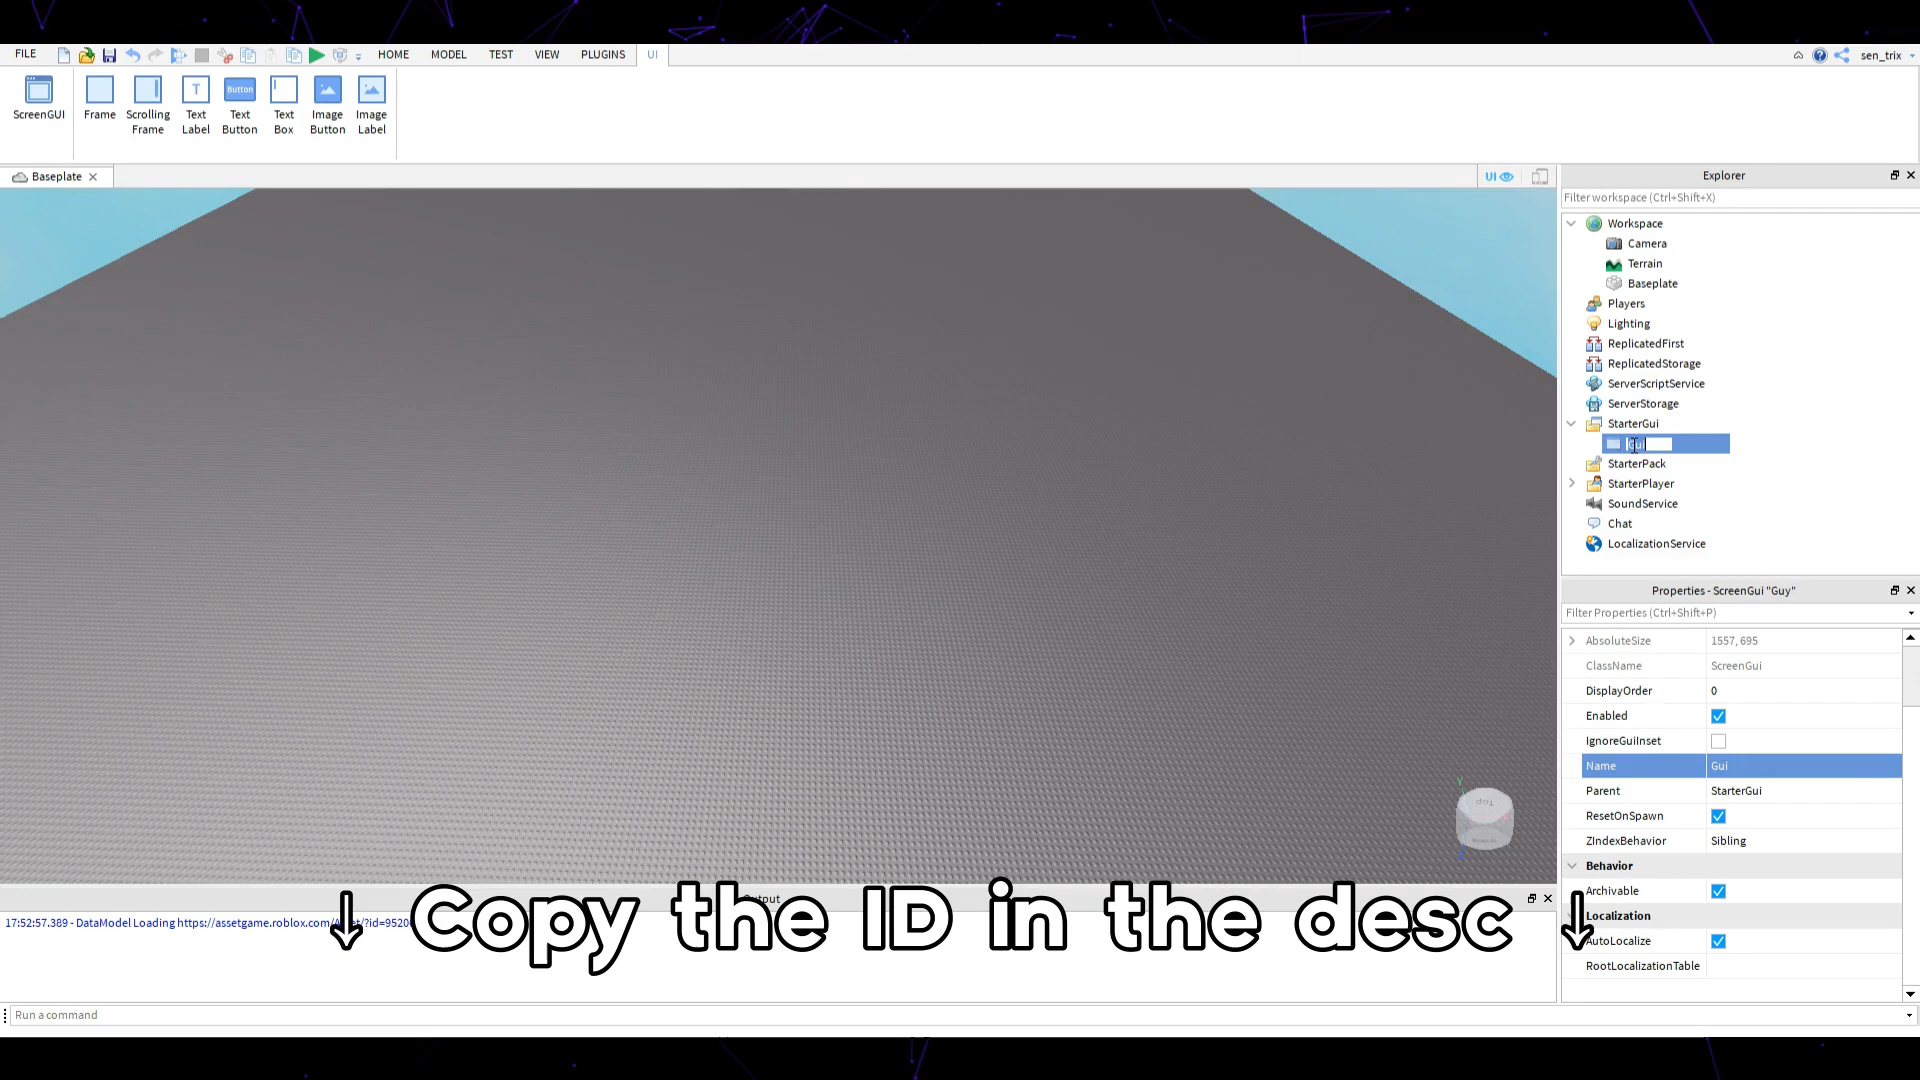 FILE
HOME
MODEL
TEST
VIEW
PLUGINS
UI
sen_trix
ScreenGUI
Frame
Scrolling Frame
Text Label
Button
Text Button
Text Box
Image Button
Image Label
Baseplate
UI
Explorer
Filter workspace (Ctrl+Shift+X)
Workspace
Camera
Terrain
Baseplate
Players
Lighting
ReplicatedFirst
ReplicatedStorage
ServerScriptService
ServerStorage
StarterGui
StarterPack
StarterPlayer
SoundService
Chat
LocalizationService
Properties - ScreenGui "Guy"
Filter Properties (Ctrl+Shift+P)
AbsoluteSize 1557, 695
ClassName ScreenGui
DisplayOrder 0
Enabled
IgnoreGuiInset
Name Gui
Parent StarterGui
ResetOnSpawn
ZIndexBehavior Sibling
Behavior
Archivable
Localization
AutoLocalize
RootLocalizationTable
Top
Y
17:52:57.389 - DataModel Loading https://assetgame.roblox.com/
↓ Copy the ID in the desc ↓
Run a command